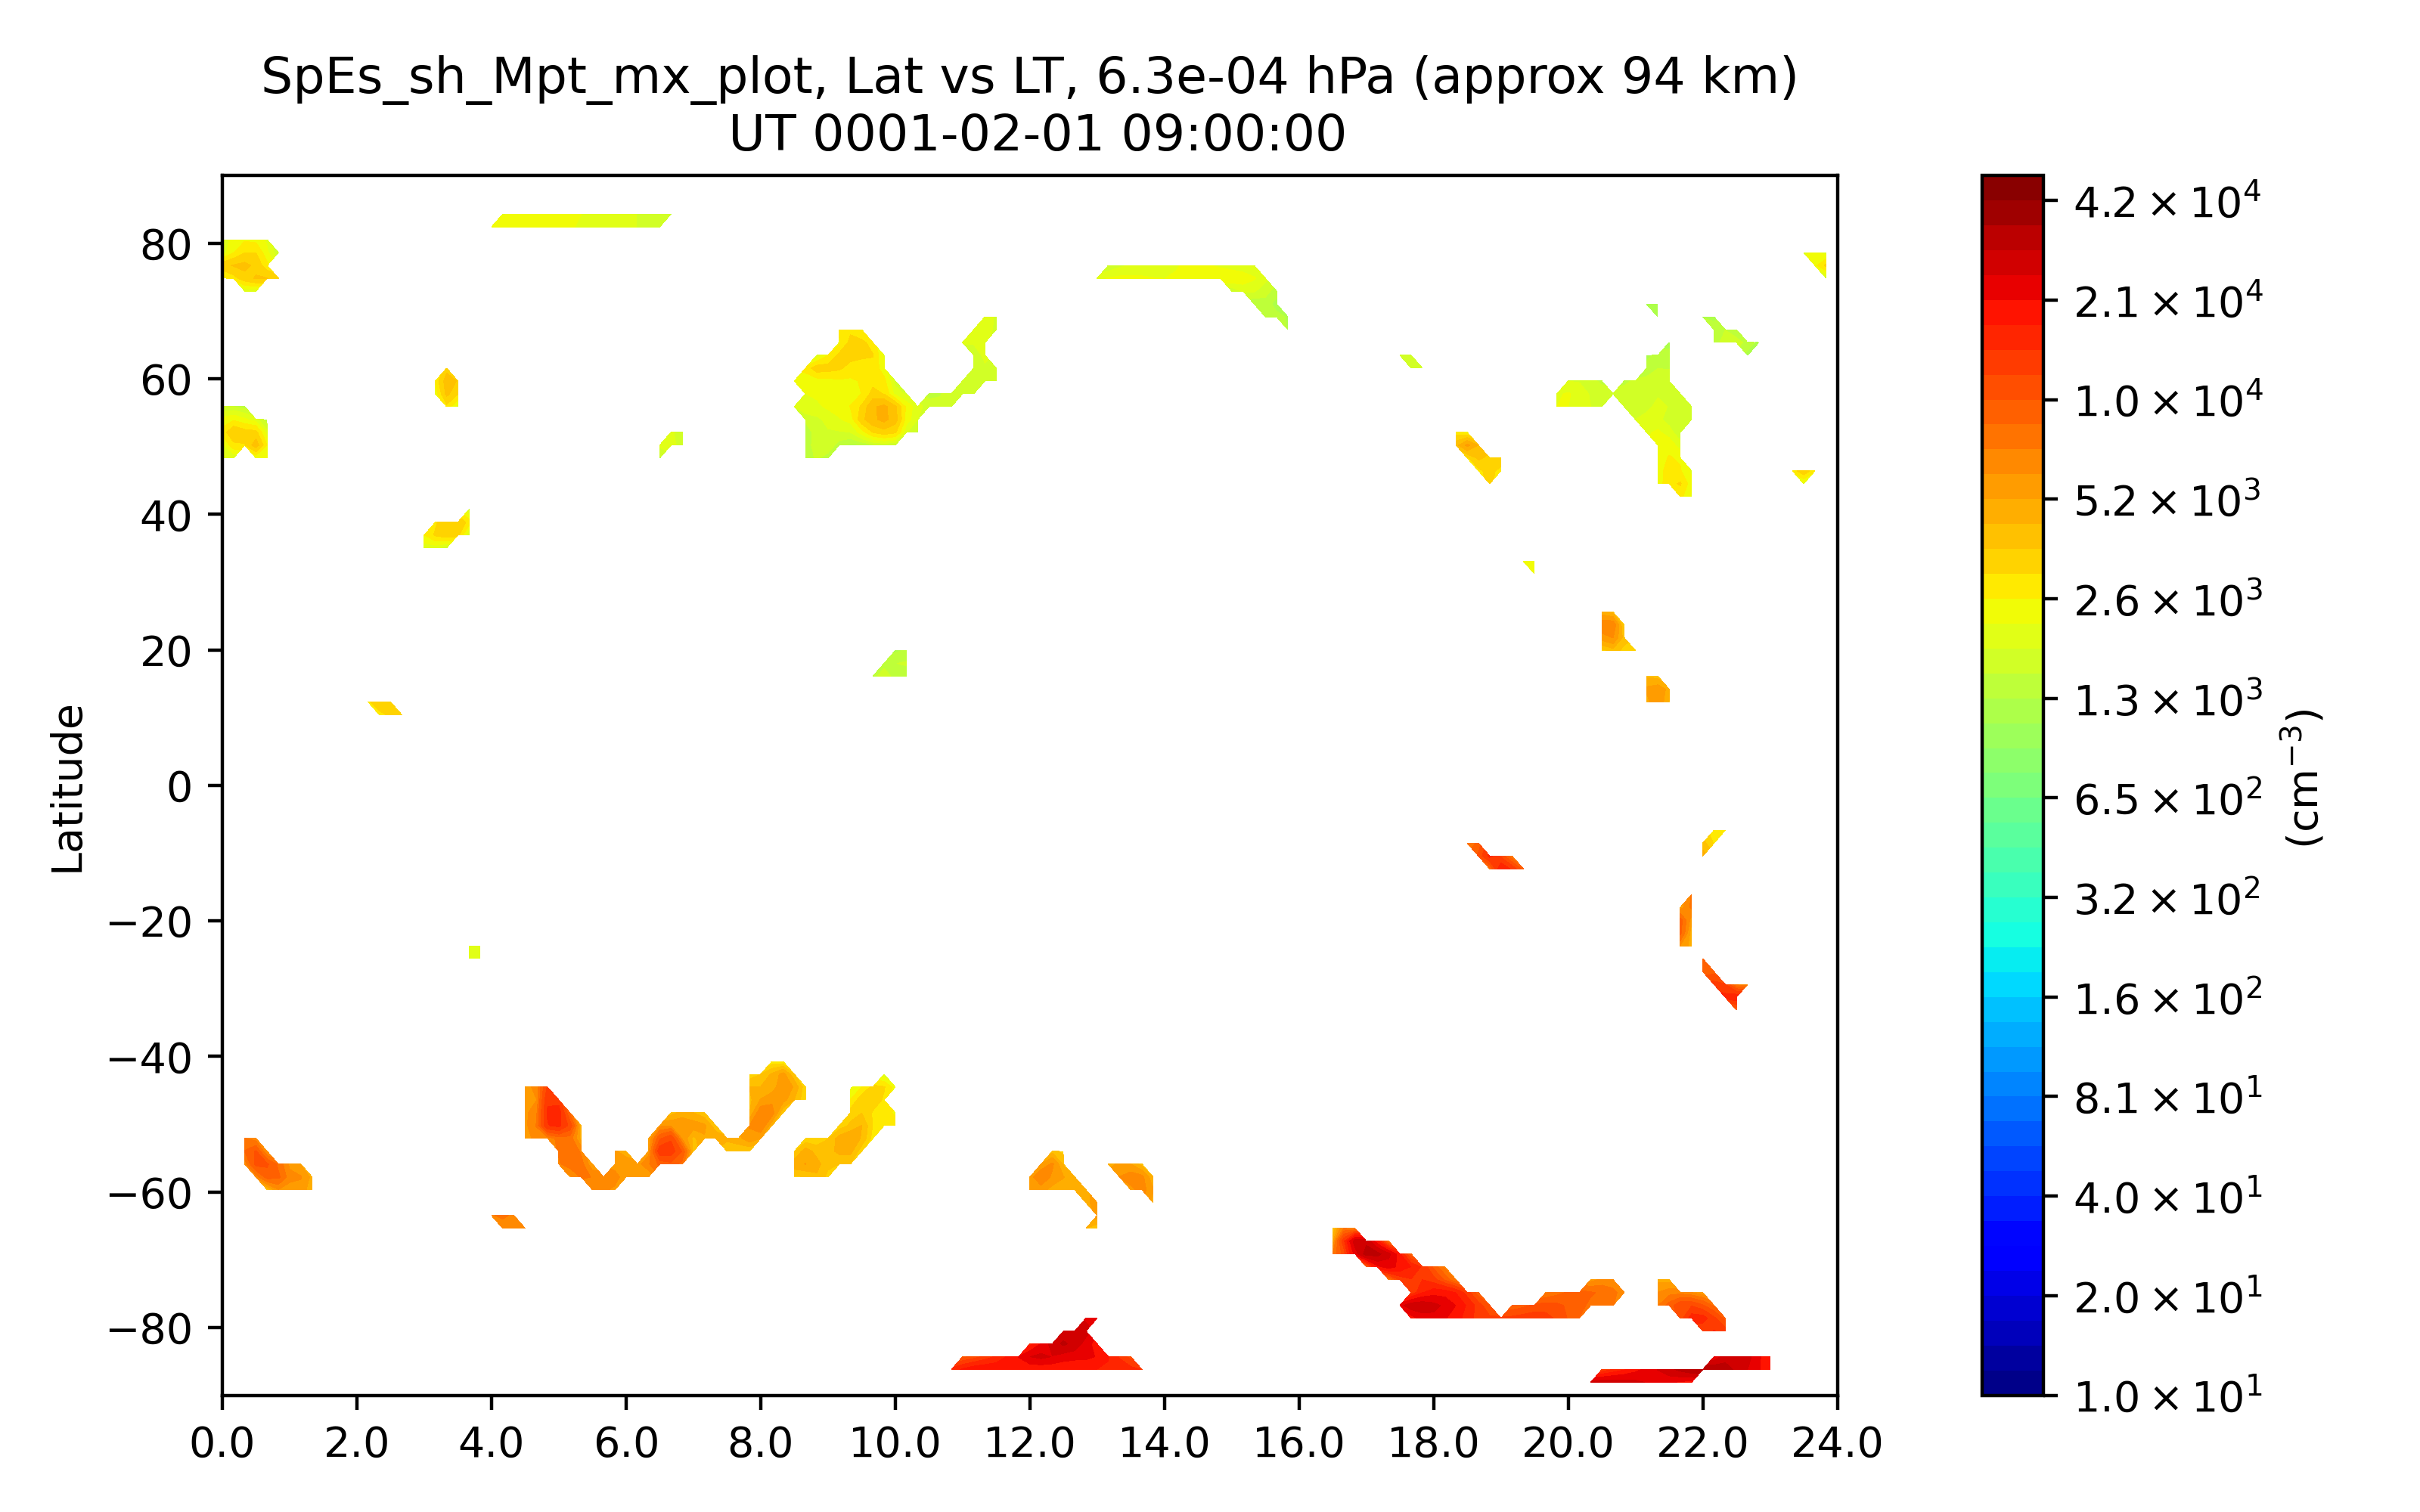 SpEs_sh_Mpt_mx_plot, Lat vs LT, 6.3e-04 hPa (approx 94 km)
UT 0001-02-01 09:00:00
Latitude
80
60
40
20
0
−20
−40
−60
−80
0.0 2.0 4.0 6.0 8.0 10.0 12.0 14.0 16.0 18.0 20.0 22.0 24.0
4.2 × 10⁴
2.1 × 10⁴
1.0 × 10⁴
5.2 × 10³
2.6 × 10³
1.3 × 10³
6.5 × 10²
3.2 × 10²
1.6 × 10²
8.1 × 10¹
4.0 × 10¹
2.0 × 10¹
1.0 × 10¹
(cm⁻³)